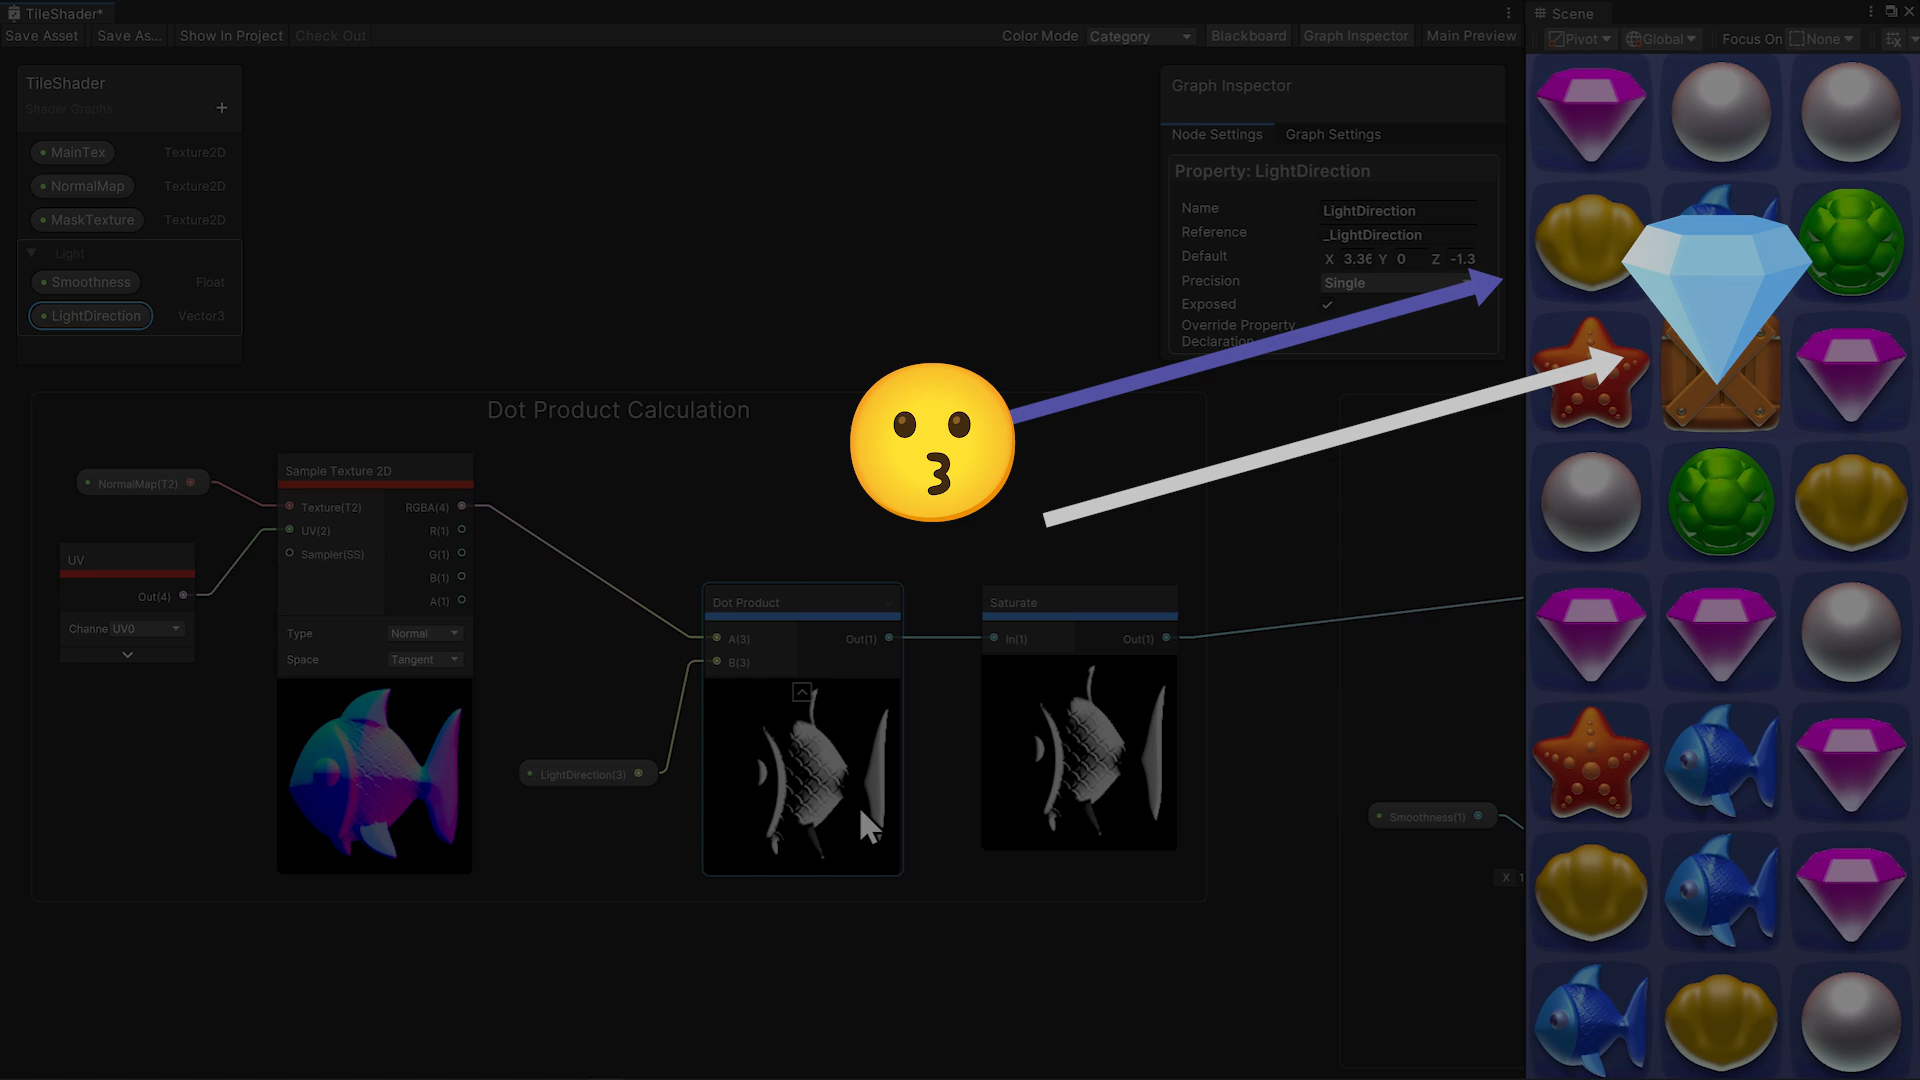 TileShader*
Scene
Save Asset Save As... Show In Project Check Out Color Mode Category Blackboard Graph Inspector Main Preview
Pivot Global Focus On None
TileShader
Shader Graphs
+
MainTex Texture2D
NormalMap Texture2D
MaskTexture Texture2D
Light
Smoothness Float
LightDirection Vector3
Graph Inspector
Node Settings Graph Settings
Property: LightDirection
Name LightDirection
Reference _LightDirection
Default X 3.36 Y 0 Z -1.3
Precision Single
Exposed
Override Property
Declaration
Dot Product Calculation
NormalMap(T2)
Sample Texture 2D
Texture(T2) RGBA(4)
UV(2) R(1)
Sampler(SS) G(1)
B(1)
A(1)
Type Normal
Space Tangent
UV
Out(4)
Channe UV0
LightDirection(3)
Dot Product
A(3) Out(1)
B(3)
Saturate
In(1) Out(1)
Smoothness(1)
X 1